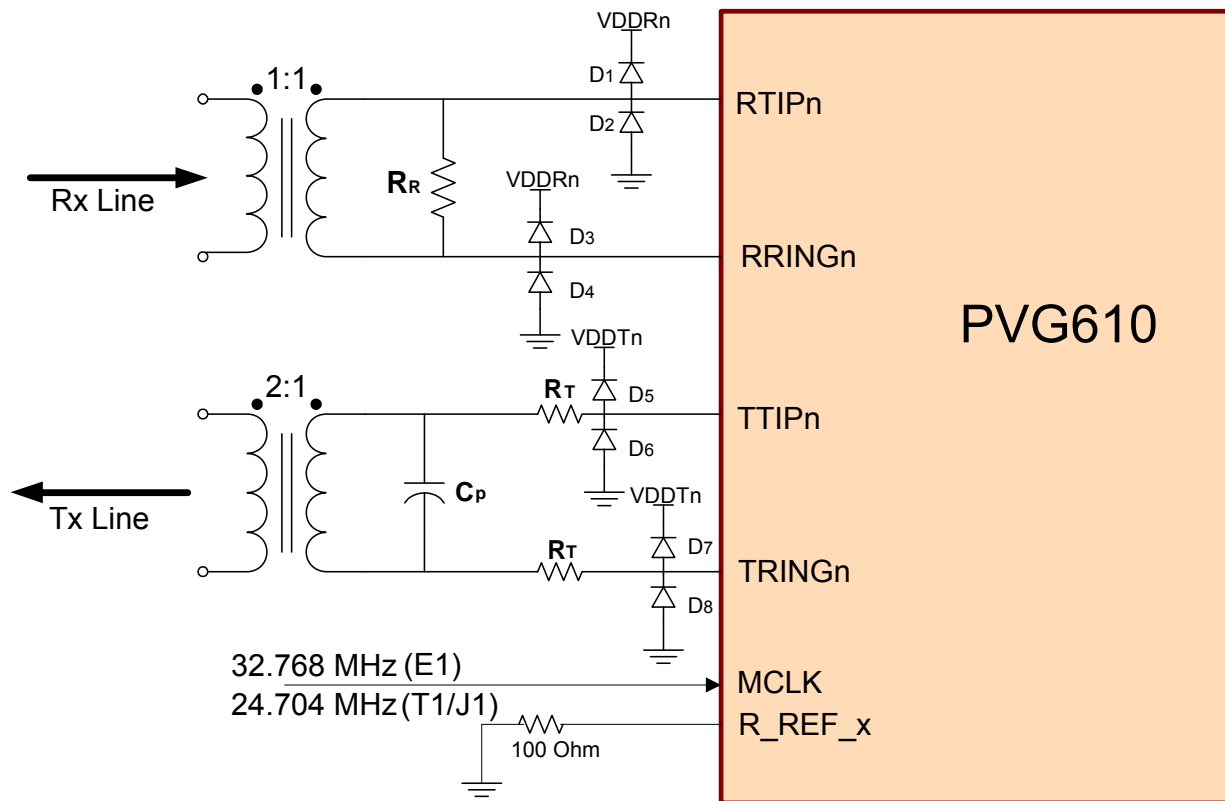 VDDRn
1:1
D1
RTIPn
D2
RR
VDDRn
Rx Line
D3
RRINGn
D4
PVG610
VDDTn
2:1
RT
D5
TTIPn
D6
Cp
VDDTn
Tx Line
RT
D7
TRINGn
D8
32.768 MHz (E1)
MCLK
24.704 MHz (T1/J1)
R_REF_x
100 Ohm